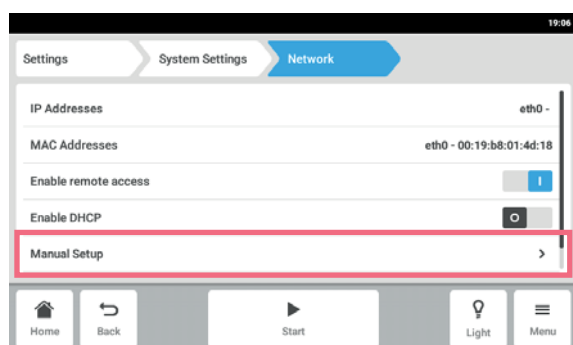 19:06
Settings System Settings Network
IP Addresses eth0 -
MAC Addresses eth0 - 00:19:b8:01:4d:18
Enable remote access I
Enable DHCP O
Manual Setup >
Home Back Start Light Menu